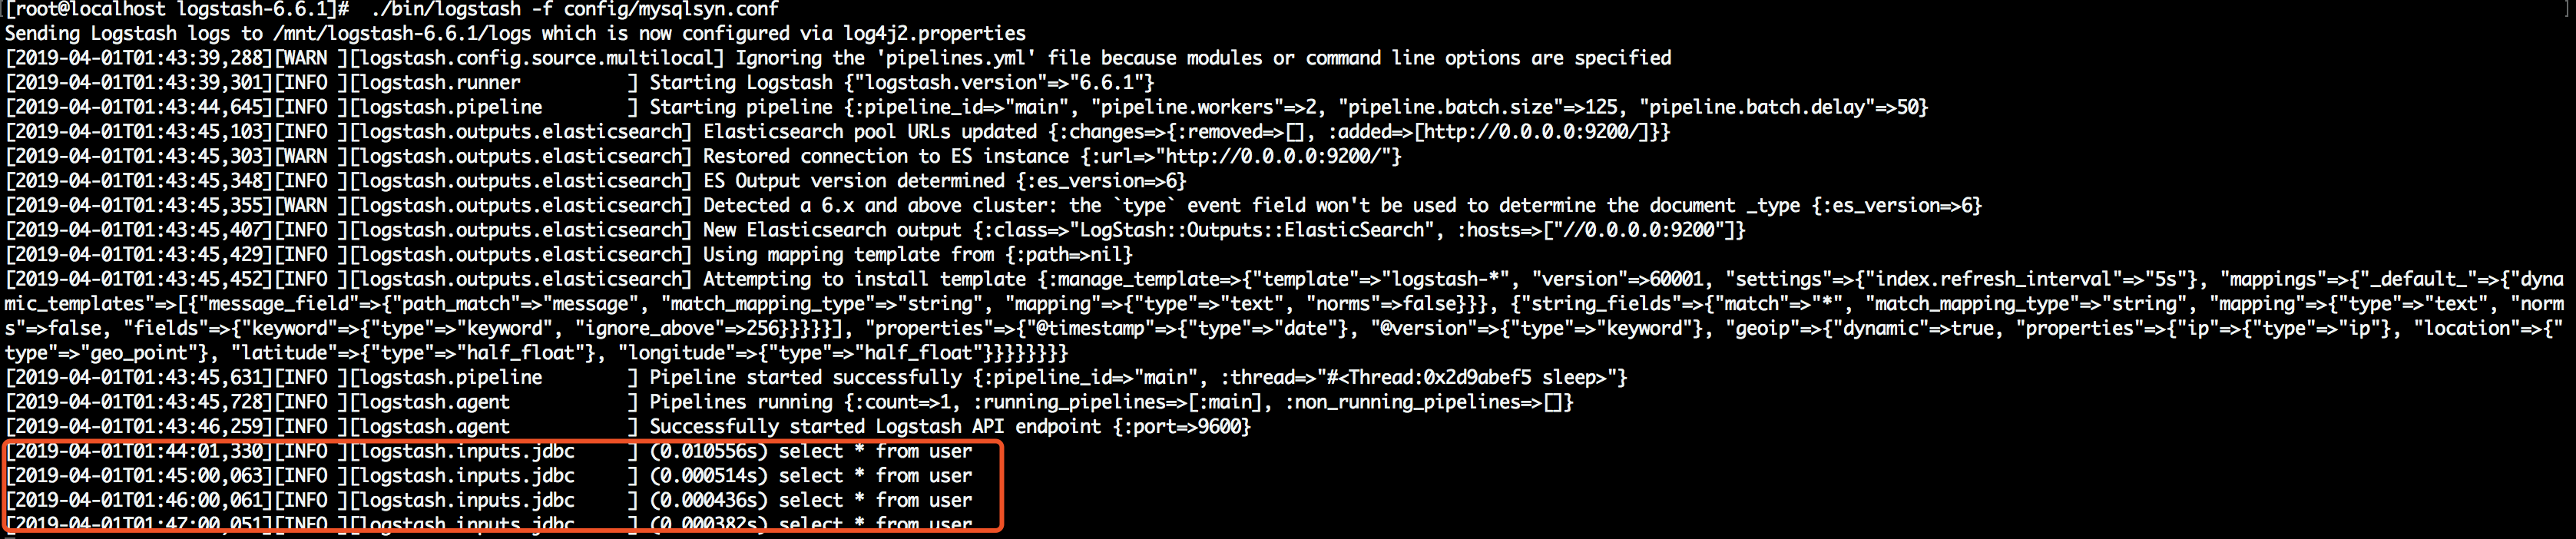 [root@localhost logstash-6.6.1]#  ./bin/logstash -f config/mysqlsyn.conf
Sending Logstash logs to /mnt/logstash-6.6.1/logs which is now configured via log4j2.properties
[2019-04-01T01:43:39,288][WARN ][logstash.config.source.multilocal] Ignoring the 'pipelines.yml' file because modules or command line options are specified
[2019-04-01T01:43:39,301][INFO ][logstash.runner          ] Starting Logstash {"logstash.version"=>"6.6.1"}
[2019-04-01T01:43:44,645][INFO ][logstash.pipeline        ] Starting pipeline {:pipeline_id=>"main", "pipeline.workers"=>2, "pipeline.batch.size"=>125, "pipeline.batch.delay"=>50}
[2019-04-01T01:43:45,103][INFO ][logstash.outputs.elasticsearch] Elasticsearch pool URLs updated {:changes=>{:removed=>[], :added=>[http://0.0.0.0:9200/]}}
[2019-04-01T01:43:45,303][WARN ][logstash.outputs.elasticsearch] Restored connection to ES instance {:url=>"http://0.0.0.0:9200/"}
[2019-04-01T01:43:45,348][INFO ][logstash.outputs.elasticsearch] ES Output version determined {:es_version=>6}
[2019-04-01T01:43:45,355][WARN ][logstash.outputs.elasticsearch] Detected a 6.x and above cluster: the `type` event field won't be used to determine the document _type {:es_version=>6}
[2019-04-01T01:43:45,407][INFO ][logstash.outputs.elasticsearch] New Elasticsearch output {:class=>"LogStash::Outputs::ElasticSearch", :hosts=>["//0.0.0.0:9200"]}
[2019-04-01T01:43:45,429][INFO ][logstash.outputs.elasticsearch] Using mapping template from {:path=>nil}
[2019-04-01T01:43:45,452][INFO ][logstash.outputs.elasticsearch] Attempting to install template {:manage_template=>{"template"=>"logstash-*", "version"=>60001, "settings"=>{"index.refresh_interval"=>"5s"}, "mappings"=>{"_default_"=>{"dyna
mic_templates"=>[{"message_field"=>{"path_match"=>"message", "match_mapping_type"=>"string", "mapping"=>{"type"=>"text", "norms"=>false}}}, {"string_fields"=>{"match"=>"*", "match_mapping_type"=>"string", "mapping"=>{"type"=>"text", "norm
s"=>false, "fields"=>{"keyword"=>{"type"=>"keyword", "ignore_above"=>256}}}}}], "properties"=>{"@timestamp"=>{"type"=>"date"}, "@version"=>{"type"=>"keyword"}, "geoip"=>{"dynamic"=>true, "properties"=>{"ip"=>{"type"=>"ip"}, "location"=>{"
type"=>"geo_point"}, "latitude"=>{"type"=>"half_float"}, "longitude"=>{"type"=>"half_float"}}}}}}}}
[2019-04-01T01:43:45,631][INFO ][logstash.pipeline        ] Pipeline started successfully {:pipeline_id=>"main", :thread=>"#<Thread:0x2d9abef5 sleep>"}
[2019-04-01T01:43:45,728][INFO ][logstash.agent           ] Pipelines running {:count=>1, :running_pipelines=>[:main], :non_running_pipelines=>[]}
[2019-04-01T01:43:46,259][INFO ][logstash.agent           ] Successfully started Logstash API endpoint {:port=>9600}
[2019-04-01T01:44:01,330][INFO ][logstash.inputs.jdbc     ] (0.010556s) select * from user
[2019-04-01T01:45:00,063][INFO ][logstash.inputs.jdbc     ] (0.000514s) select * from user
[2019-04-01T01:46:00,061][INFO ][logstash.inputs.jdbc     ] (0.000436s) select * from user
[2019-04-01T01:47:00,051][INFO ][logstash.inputs.jdbc     ] (0.000382s) select * from user